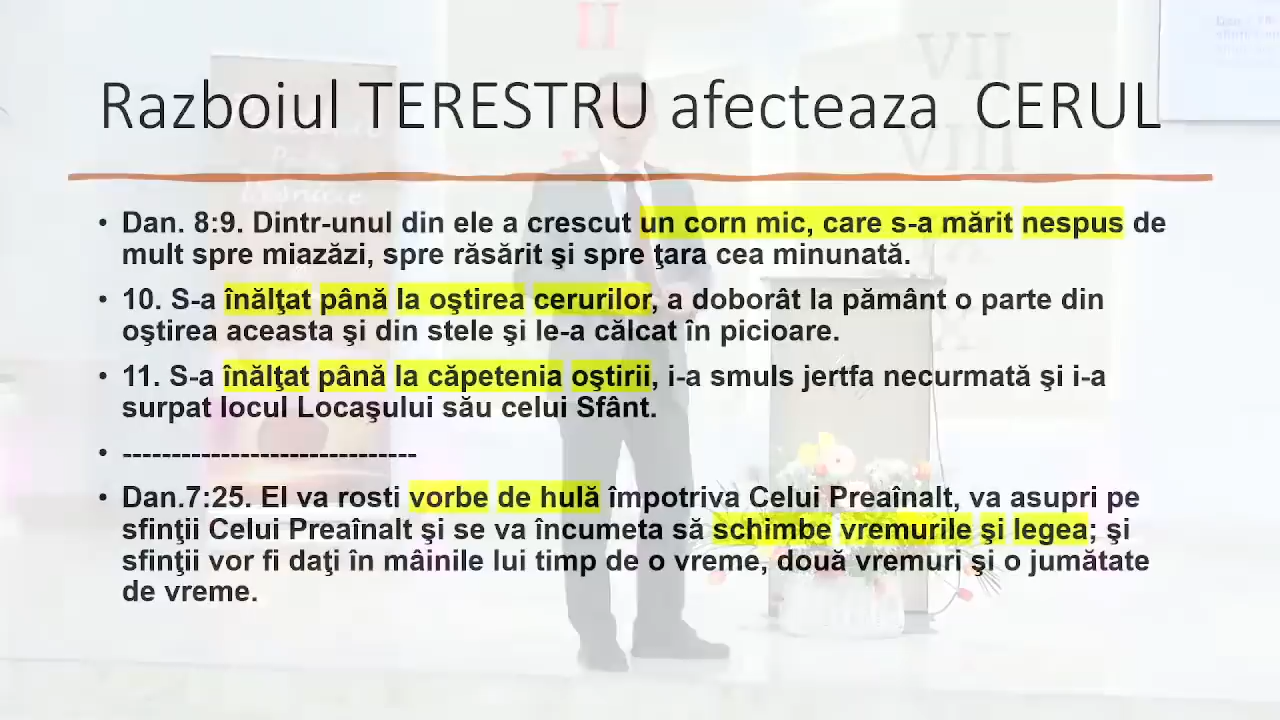 Razboiul TERESTRU afecteaza CERUL
• Dan. 8:9. Dintr-unul din ele a crescut un corn mic, care s-a mărit nespus de
mult spre miazăzi, spre răsărit şi spre ţara cea minunată.
• 10. S-a înălţat până la oştirea cerurilor, a doborât la pământ o parte din
oştirea aceasta şi din stele şi le-a călcat în picioare.
• 11. S-a înălţat până la căpetenia oştirii, i-a smuls jertfa necurmată şi i-a
surpat locul Locaşului său celui Sfânt.
• ------------------------------
• Dan.7:25. El va rosti vorbe de hulă împotriva Celui Preaînalt, va asupri pe
sfinţii Celui Preaînalt şi se va încumeta să schimbe vremurile şi legea; şi
sfinţii vor fi daţi în mâinile lui timp de o vreme, două vremuri şi o jumătate
de vreme.
II
VII
VIII